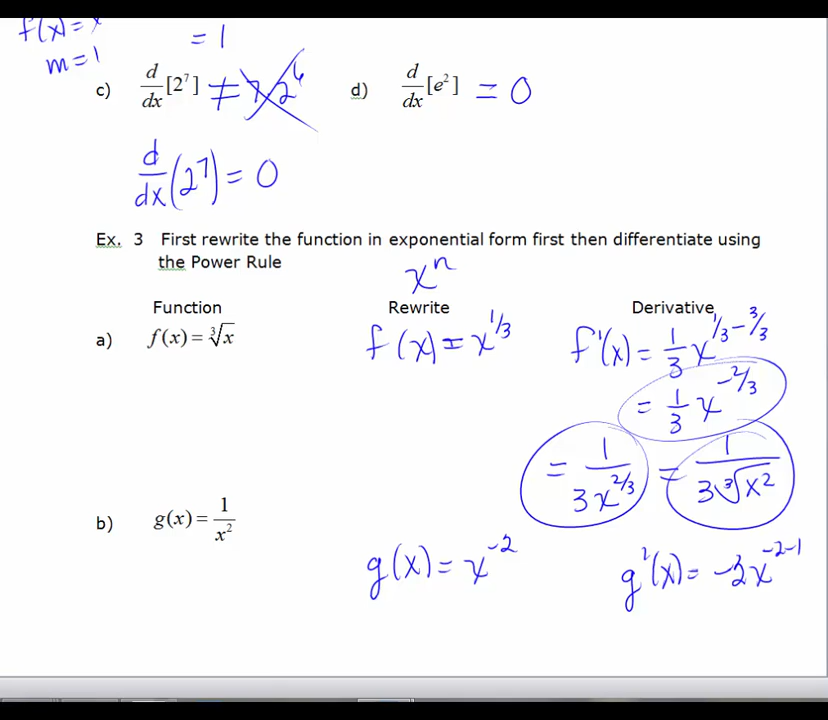 f(x) = x
= 1
m = 1
c) d/dx [2⁷] ≠ 7·2⁶ d) d/dx [e²] = 0
d/dx (2⁷) = 0
Ex. 3 First rewrite the function in exponential form first then differentiate using
the Power Rule
xⁿ
Function Rewrite Derivative
a) f(x) = ∛x f(x) = x^(1/3) f'(x) = 1/3 x^(1/3 - 3/3)
= 1/3 x^(-2/3)
= 1/(3x^(2/3)) = 1/(3∛x²)
b) g(x) = 1/x²
g(x) = x^(-2) g'(x) = -2x^(-2-1)